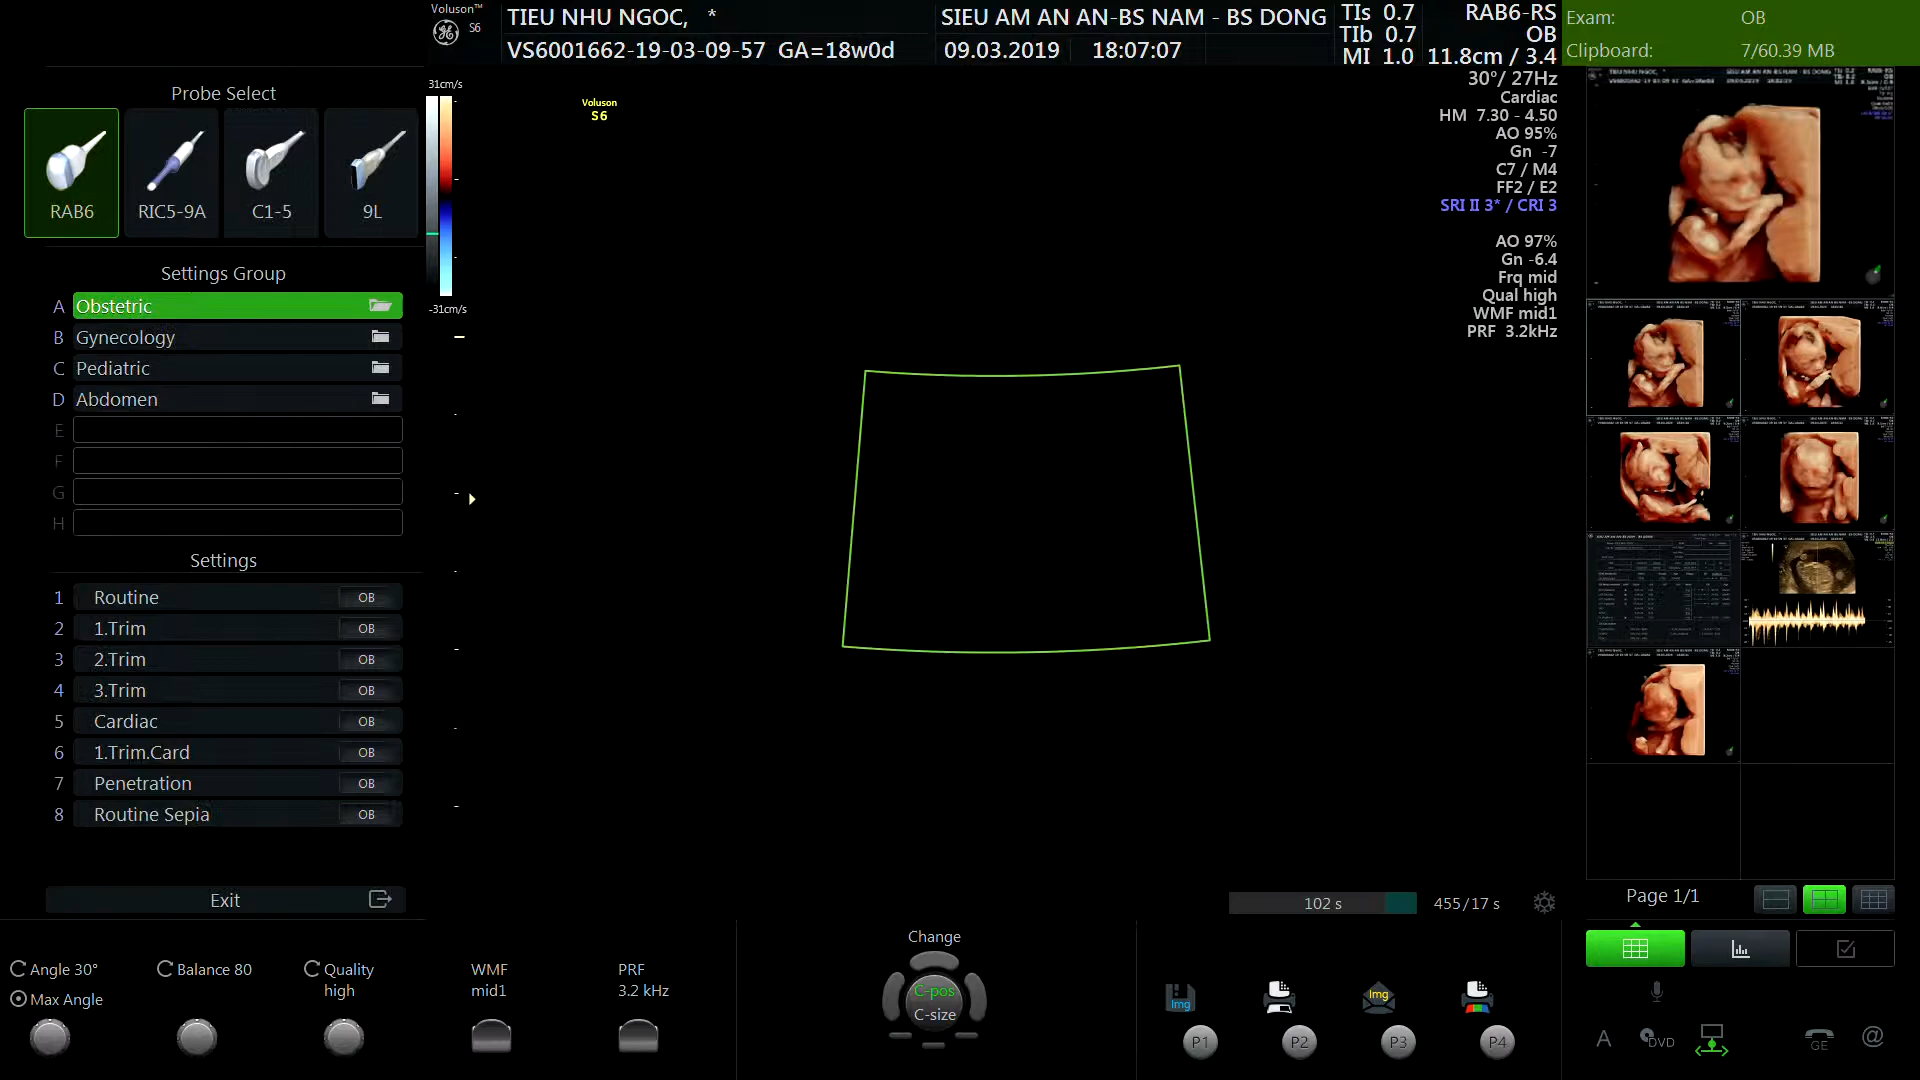 Voluson™
S6
TIEU NHU NGOC, *
VS6001662-19-03-09-57 GA=18w0d
SIEU AM AN AN-BS NAM - BS DONG
09.03.2019 18:07:07
TIs 0.7
TIb 0.7
MI 1.0
RAB6-RS
OB
11.8cm / 3.4
30°/ 27Hz
Cardiac
HM 7.30 - 4.50
AO 95%
Gn -7
C7 / M4
FF2 / E2
SRI II 3* / CRI 3
AO 97%
Gn -6.4
Frq mid
Qual high
WMF mid1
PRF 3.2kHz
Exam: OB
Clipboard: 7/60.39 MB
Probe Select
RAB6
RIC5-9A
C1-5
9L
31cm/s
-31cm/s
Voluson
S6
Settings Group
A Obstetric
B Gynecology
C Pediatric
D Abdomen
E
F
G
H
Settings
1 Routine OB
2 1.Trim OB
3 2.Trim OB
4 3.Trim OB
5 Cardiac OB
6 1.Trim.Card OB
7 Penetration OB
8 Routine Sepia OB
Exit
102 s
455/17 s
Page 1/1
Angle 30°
Max Angle
Balance 80
Quality
high
WMF
mid1
PRF
3.2 kHz
Change
C-pos
C-size
Img
Img
P1
P2
P3
P4
A
DVD
GE
@